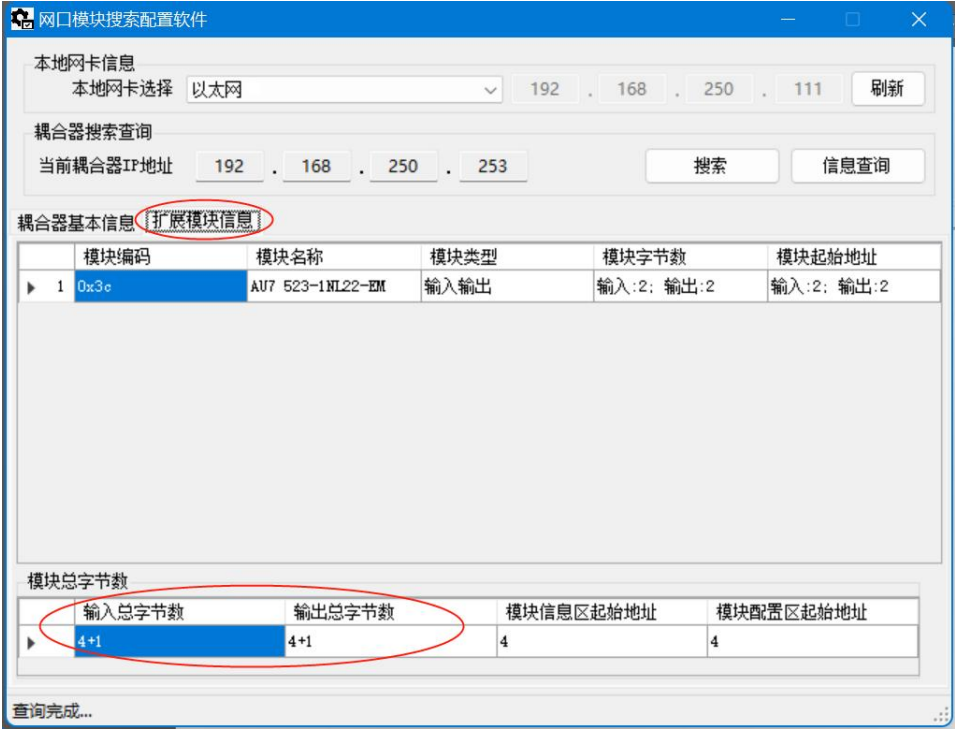 网口模块搜索配置软件
本地网卡信息
本地网卡选择 以太网 192 . 168 . 250 . 111 刷新
耦合器搜索查询
当前耦合器IP地址 192 . 168 . 250 . 253 搜索 信息查询
耦合器基本信息 扩展模块信息
模块编码 模块名称 模块类型 模块字节数 模块起始地址
1 0x3c AU7 523-1NL22-EM 输入输出 输入:2; 输出:2 输入:2; 输出:2
模块总字节数
输入总字节数 输出总字节数 模块信息区起始地址 模块配置区起始地址
4+1 4+1 4 4
查询完成...